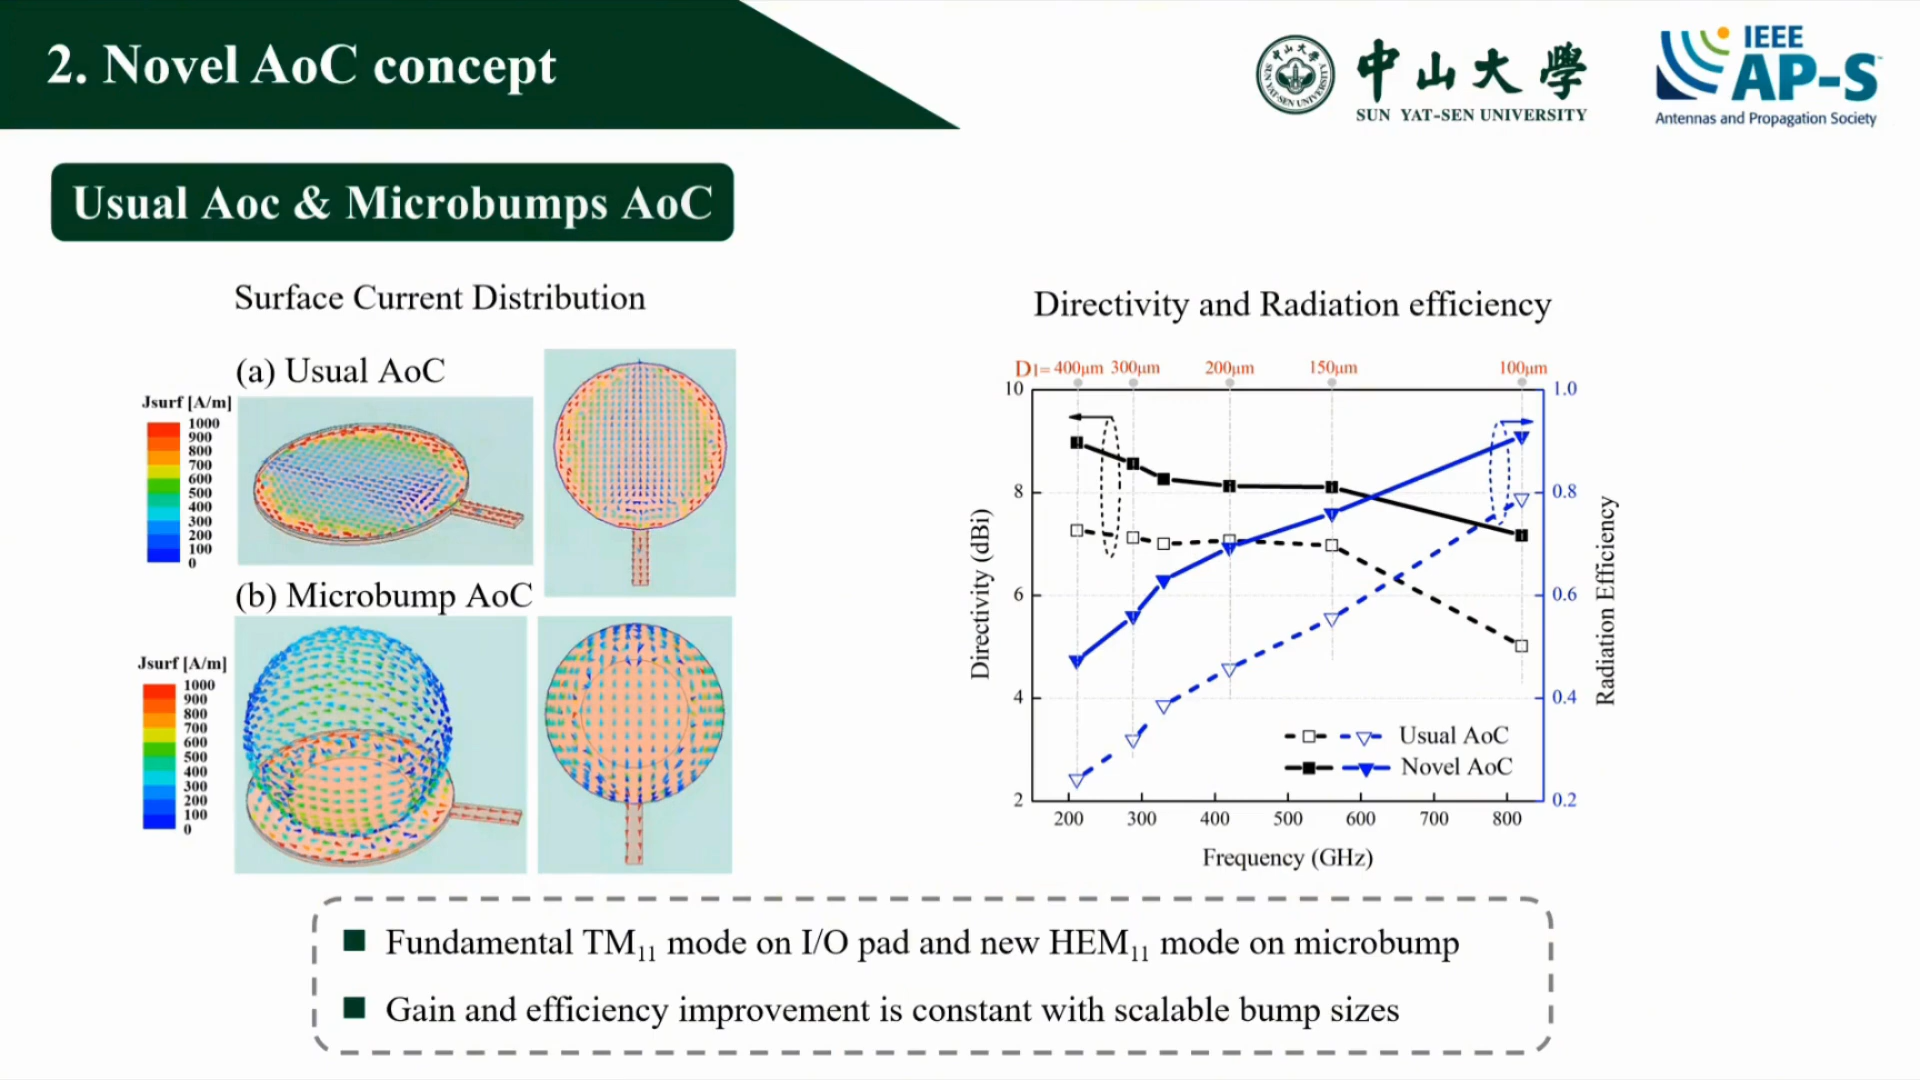 2. Novel AoC concept
中山大學
SUN YAT-SEN UNIVERSITY
IEEE
AP-S™
Antennas and Propagation Society
Usual Aoc & Microbumps AoC
Surface Current Distribution
(a) Usual AoC
Jsurf [A/m]
1000
900
800
700
600
500
400
300
200
100
0
(b) Microbump AoC
Jsurf [A/m]
1000
900
800
700
600
500
400
300
200
100
0
Directivity and Radiation efficiency
D1= 400μm 300μm 200μm 150μm 100μm
10
8
6
4
2
Directivity (dBi)
1.0
0.8
0.6
0.4
0.2
Radiation Efficiency
Usual AoC
Novel AoC
200 300 400 500 600 700 800
Frequency (GHz)
Fundamental TM₁₁ mode on I/O pad and new HEM₁₁ mode on microbump
Gain and efficiency improvement is constant with scalable bump sizes